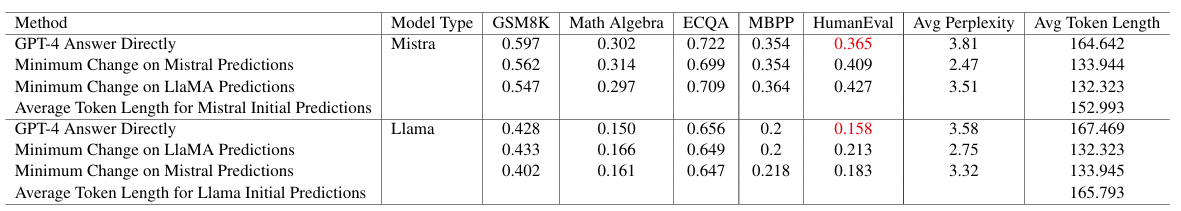 Method Model Type GSM8K Math Algebra ECQA MBPP HumanEval Avg Perplexity Avg Token Length
GPT-4 Answer Directly Mistra 0.597 0.302 0.722 0.354 0.365 3.81 164.642
Minimum Change on Mistral Predictions 0.562 0.314 0.699 0.354 0.409 2.47 133.944
Minimum Change on LlaMA Predictions 0.547 0.297 0.709 0.364 0.427 3.51 132.323
Average Token Length for Mistral Initial Predictions 152.993
GPT-4 Answer Directly Llama 0.428 0.150 0.656 0.2 0.158 3.58 167.469
Minimum Change on LlaMA Predictions 0.433 0.166 0.649 0.2 0.213 2.75 132.323
Minimum Change on Mistral Predictions 0.402 0.161 0.647 0.218 0.183 3.32 133.945
Average Token Length for Llama Initial Predictions 165.793